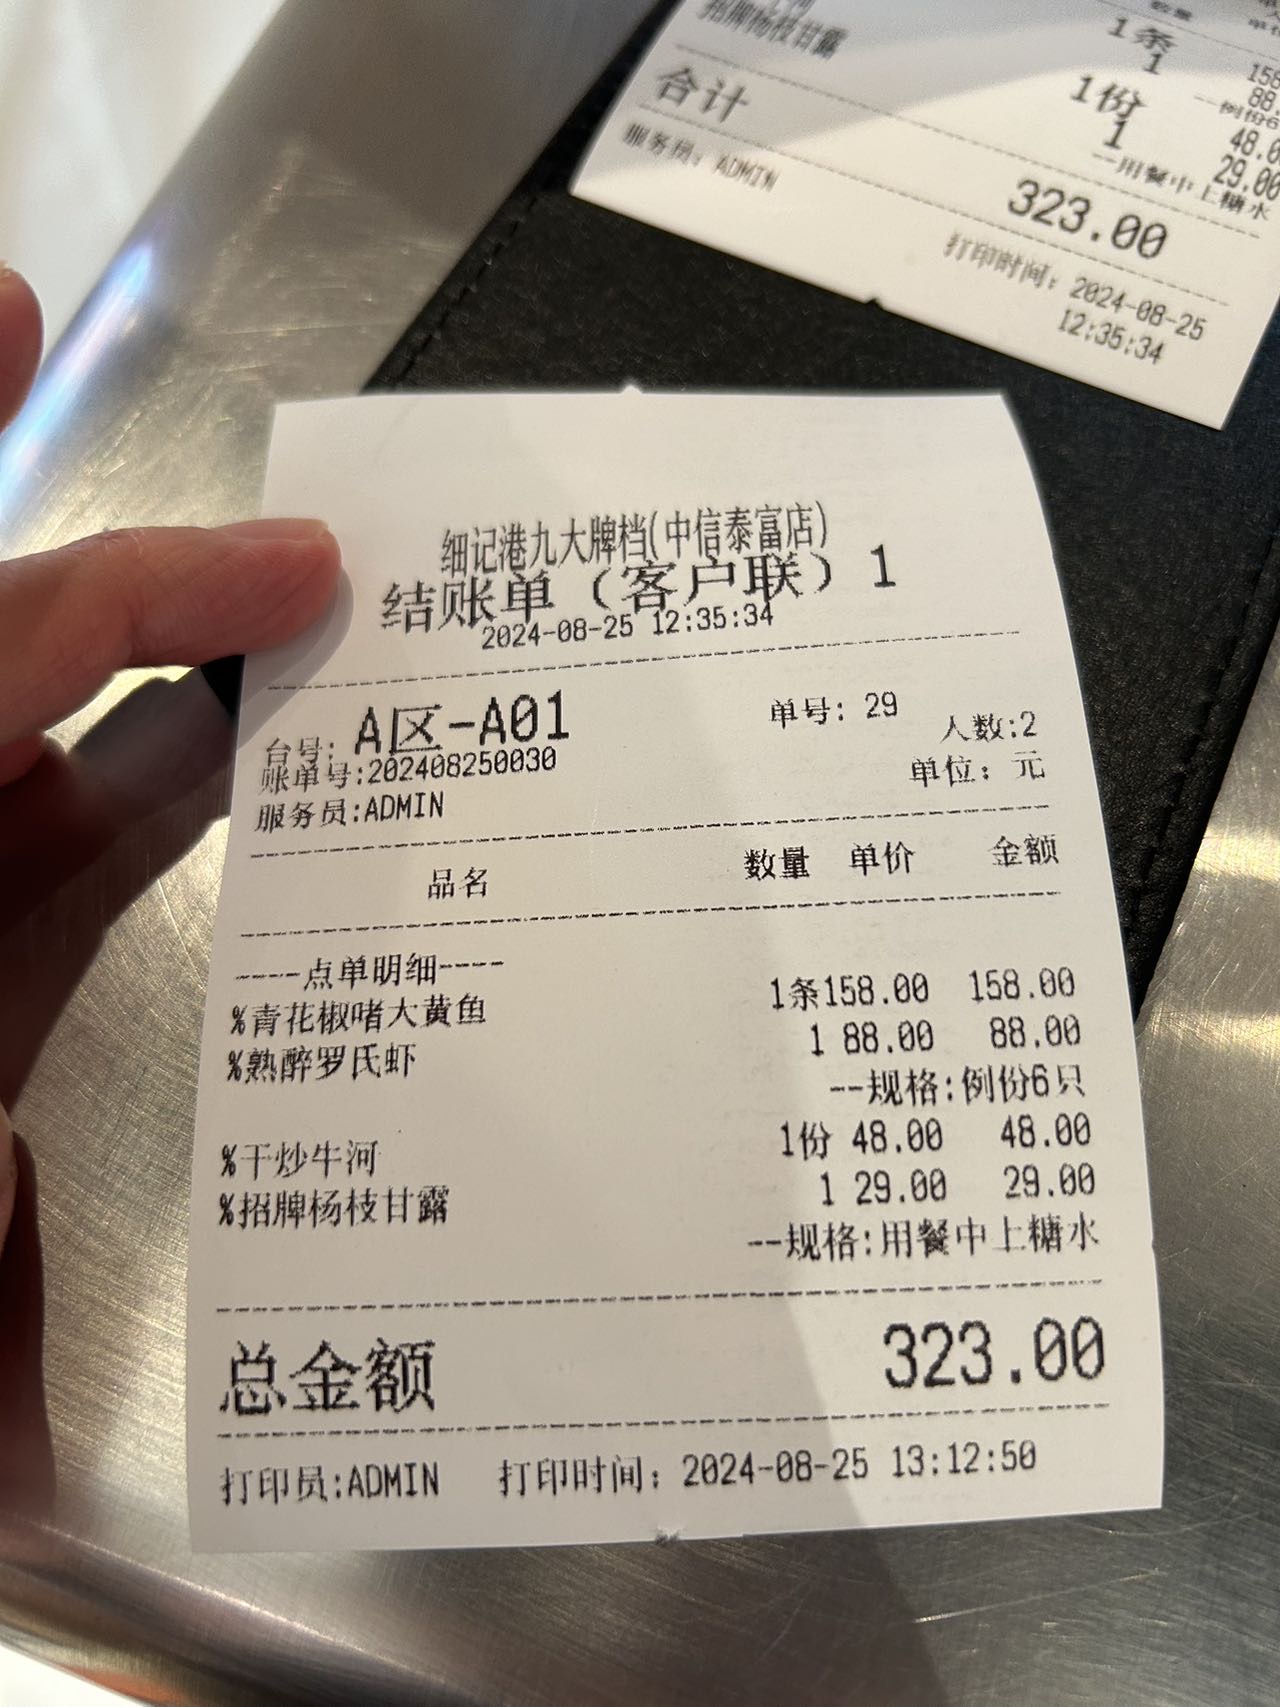 招牌杨枝甘露
数量
1条
1
1份
1
158
88.
48.0
29.00
--用餐中上糖水
合计
323.00
服务员: ADMIN
打印时间: 2024-08-25
12:35:34
细记港九大牌档(中信泰富店)
结账单（客户联）1
2024-08-25 12:35:34
台号: A区-A01 单号: 29 人数:2
账单号:202408250030 单位: 元
服务员:ADMIN
品名 数量 单价 金额
----点单明细----
%青花椒啫大黄鱼 1条158.00 158.00
%熟醉罗氏虾 1 88.00 88.00
--规格:例份6只
%干炒牛河 1份 48.00 48.00
%招牌杨枝甘露 1 29.00 29.00
--规格:用餐中上糖水
总金额 323.00
打印员:ADMIN 打印时间: 2024-08-25 13:12:50